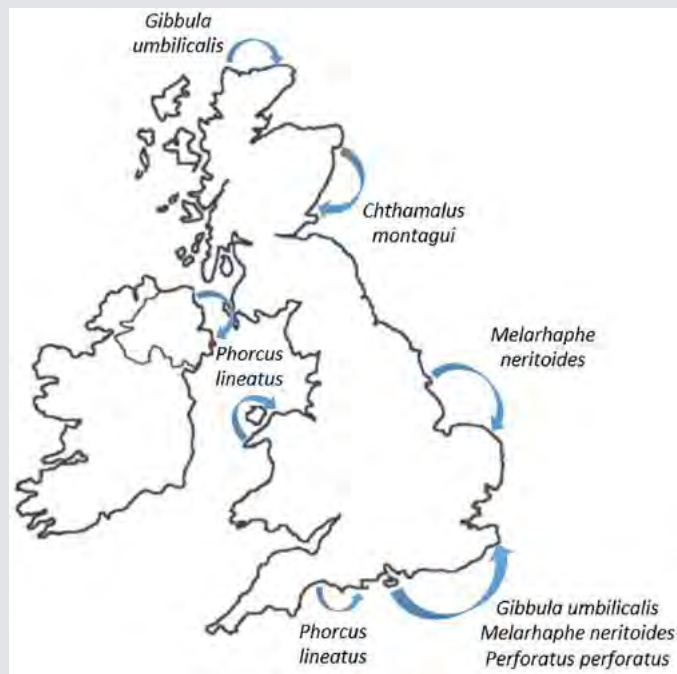 Gibbula
umbilicalis
Chthamalus
montagui
Melarhaphe
neritoides
Phorcus
lineatus
Phorcus
lineatus
Gibbula umbilicalis
Melarhaphe neritoides
Perforatus perforatus